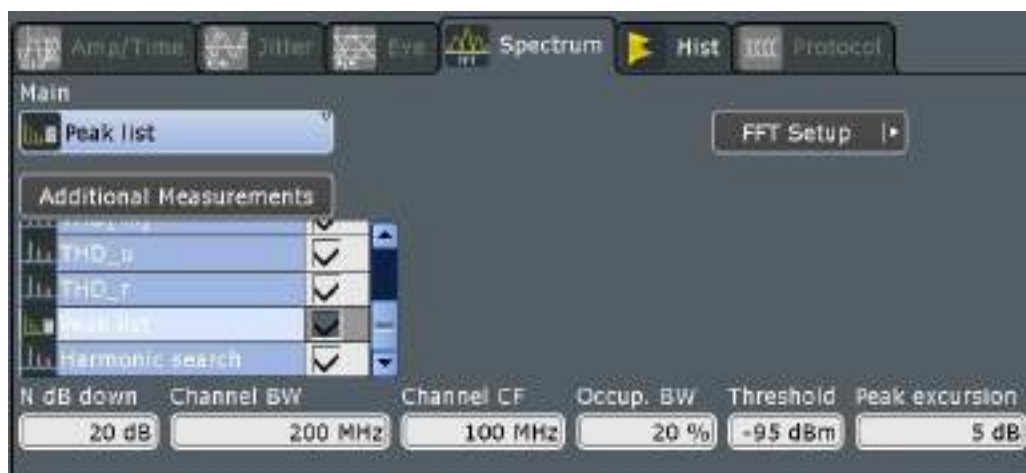 Amp/Time Jitter Eye Spectrum Hist Protocol
Main
Peak list
FFT Setup
Additional Measurements
THD_u
THD_r
Peak list
Harmonic search
N dB down Channel BW Channel CF Occup. BW Threshold Peak excursion
20 dB 200 MHz 100 MHz 20 % -95 dBm 5 dB